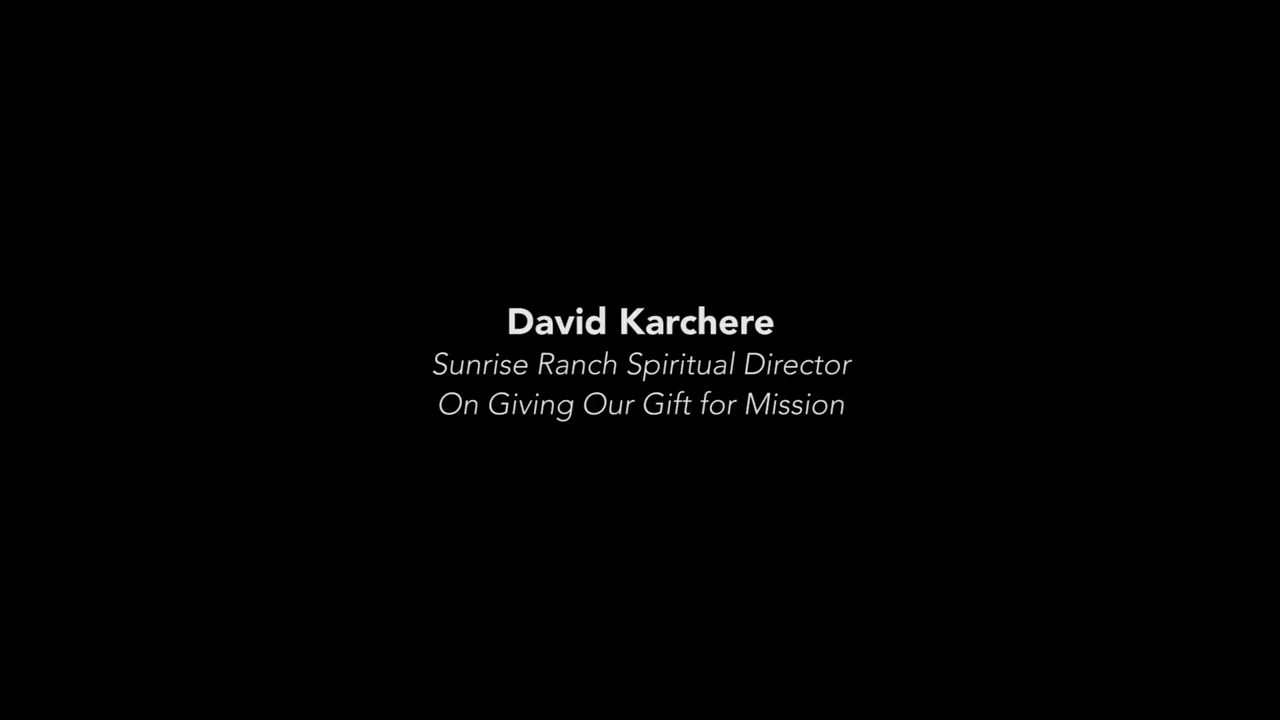 David Karchere
Sunrise Ranch Spiritual Director
On Giving Our Gift for Mission